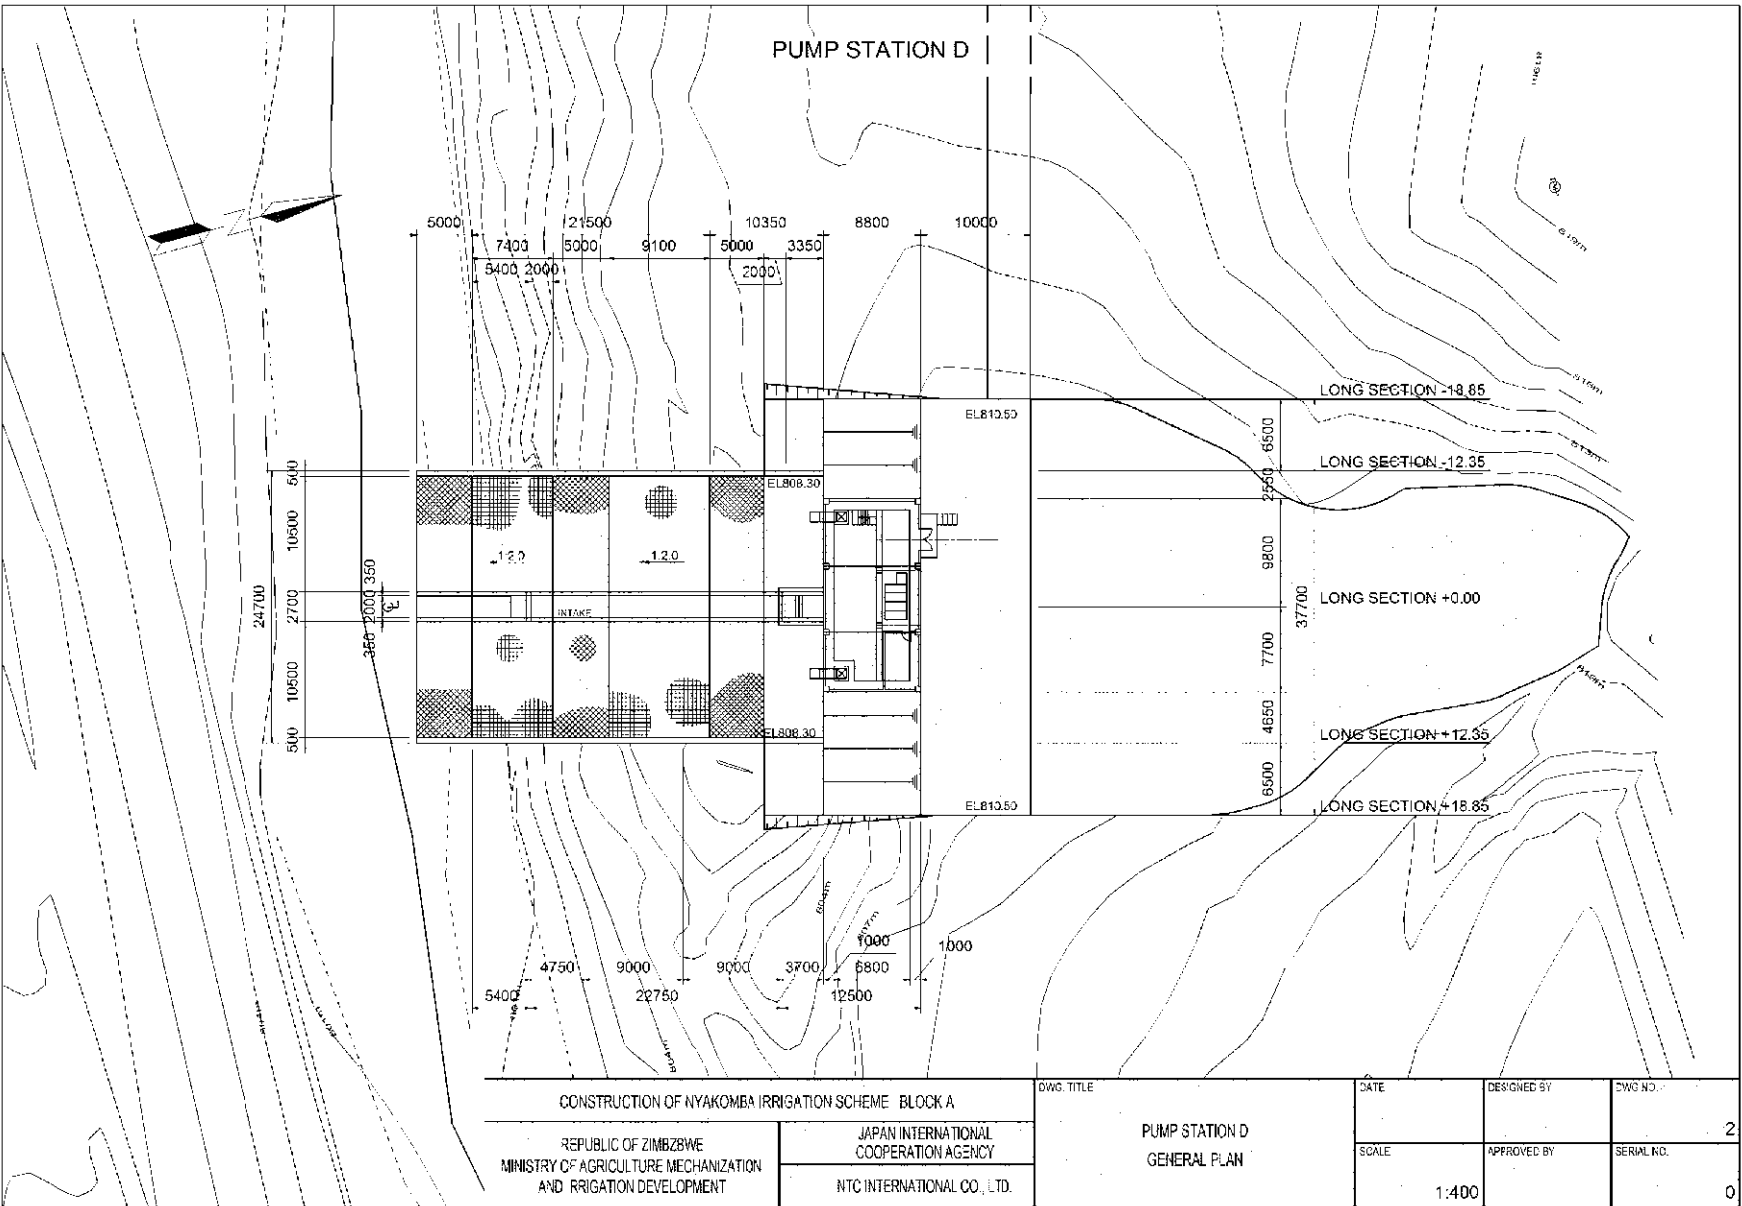 PUMP STATION D
5000 21500 10350 8800 10000
7400 5000 9100 5000 3350
5400 2000 2000
LONG SECTION -18.85
EL810.50
6500
LONG SECTION -12.35
500
EL808.30
2550
10500
1:2.0 1:2.0
9800
350
24700 2700 2000
INTAKE
LONG SECTION +0.00
37700
350
7700
10500
4650
500
EL808.30
LONG SECTION +12.35
6500
EL810.50
LONG SECTION +18.85
816m
813m
819m
804m
807m
1000 1000
4750 9000 9000 3700 6800
5400 22750 12500
804m
CONSTRUCTION OF NYAKOMBA IRRIGATION SCHEME BLOCK A
REPUBLIC OF ZIMBZBWE
MINISTRY OF AGRICULTURE MECHANIZATION
AND RRIGATION DEVELOPMENT
JAPAN INTERNATIONAL
COOPERATION AGENCY
NTC INTERNATIONAL CO., LTD.
DWG. TITLE
PUMP STATION D
GENERAL PLAN
DATE
DESIGNED BY
DWG NO.
2
SCALE
1:400
APPROVED BY
SERIAL NO.
0